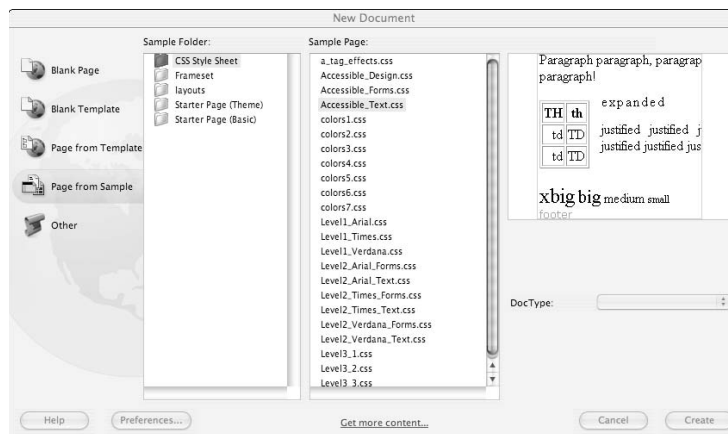 New Document
Blank Page
Blank Template
Page from Template
Page from Sample
Other
Sample Folder:
CSS Style Sheet
Frameset
layouts
Starter Page (Theme)
Starter Page (Basic)
Sample Page:
a_tag_effects.css
Accessible_Design.css
Accessible_Forms.css
Accessible_Text.css
colors1.css
colors2.css
colors3.css
colors4.css
colors5.css
colors6.css
colors7.css
Level1_Arial.css
Level1_Times.css
Level1_Verdana.css
Level2_Arial_Forms.css
Level2_Arial_Text.css
Level2_Times_Forms.css
Level2_Times_Text.css
Level2_Verdana_Forms.css
Level2_Verdana_Text.css
Level3_1.css
Level3_2.css
Level3_3.css
Paragraph paragraph, paragrap
paragraph!
TH th
td TD
td TD
expanded
justified justified j
justified justified jus
xbig big medium small
footer
DocType:
Help
Preferences...
Get more content...
Cancel
Create